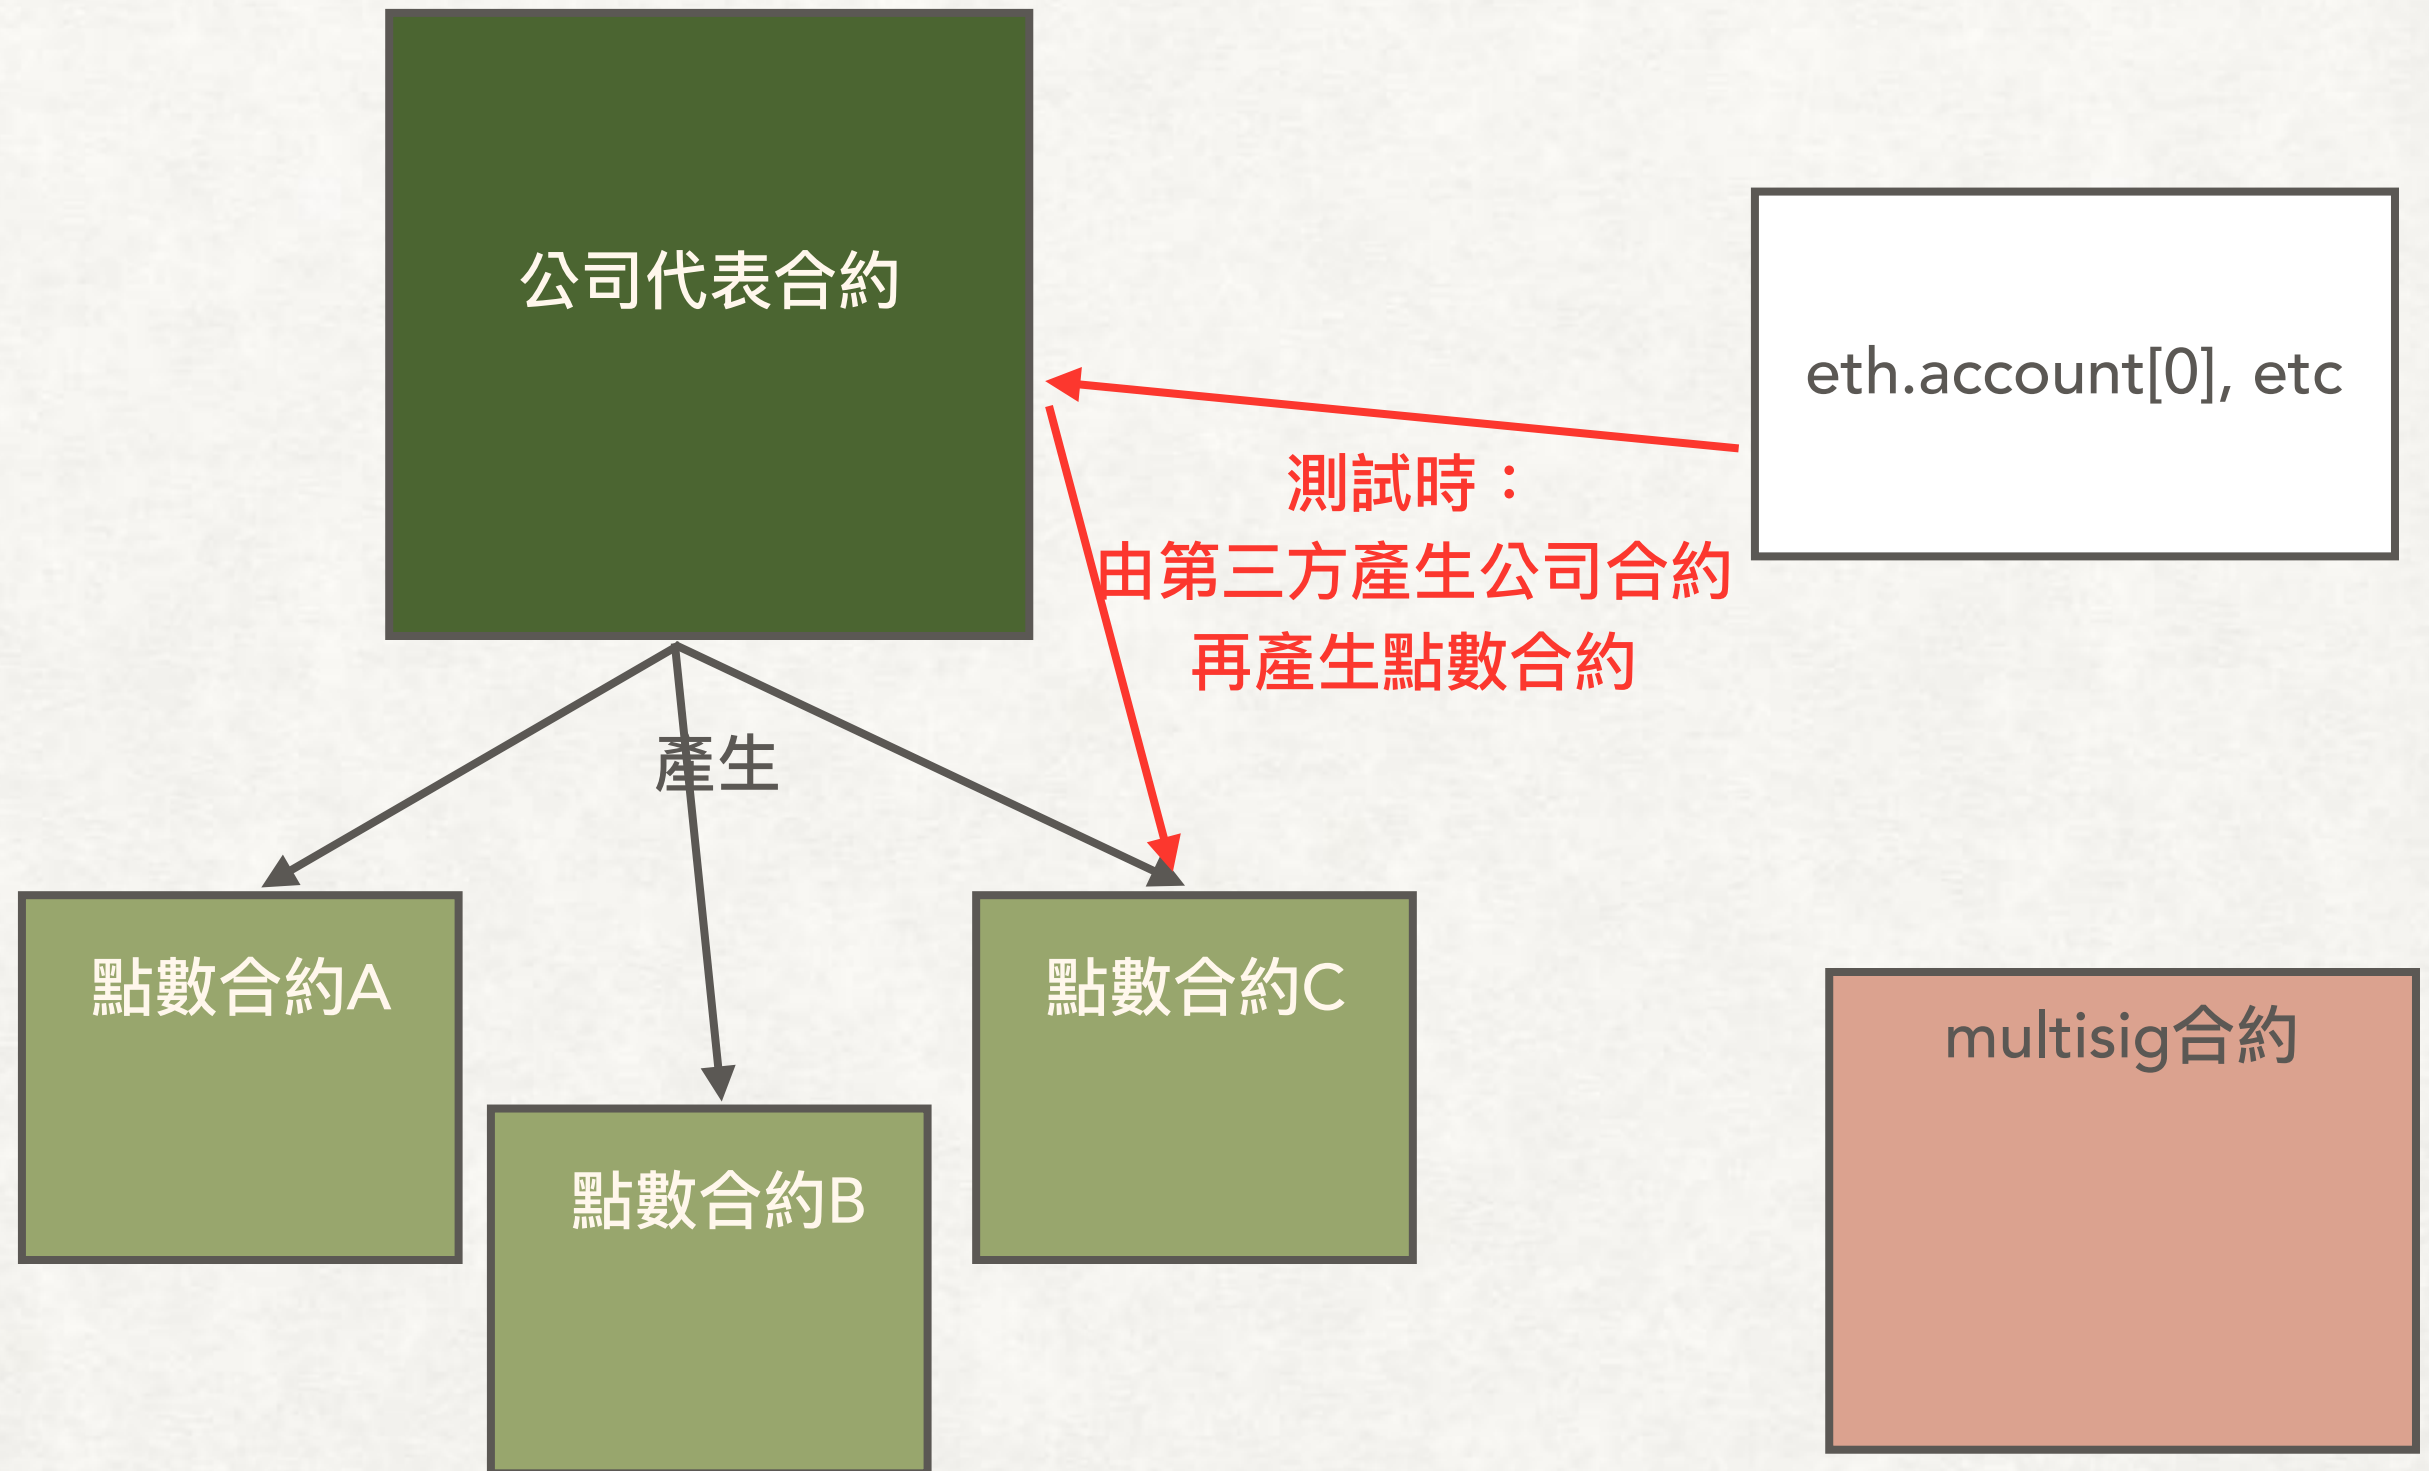 公司代表合約
eth.account[0], etc
測試時：
由第三方產生公司合約
再產生點數合約
產生
點數合約A
點數合約C
multisig合約
點數合約B